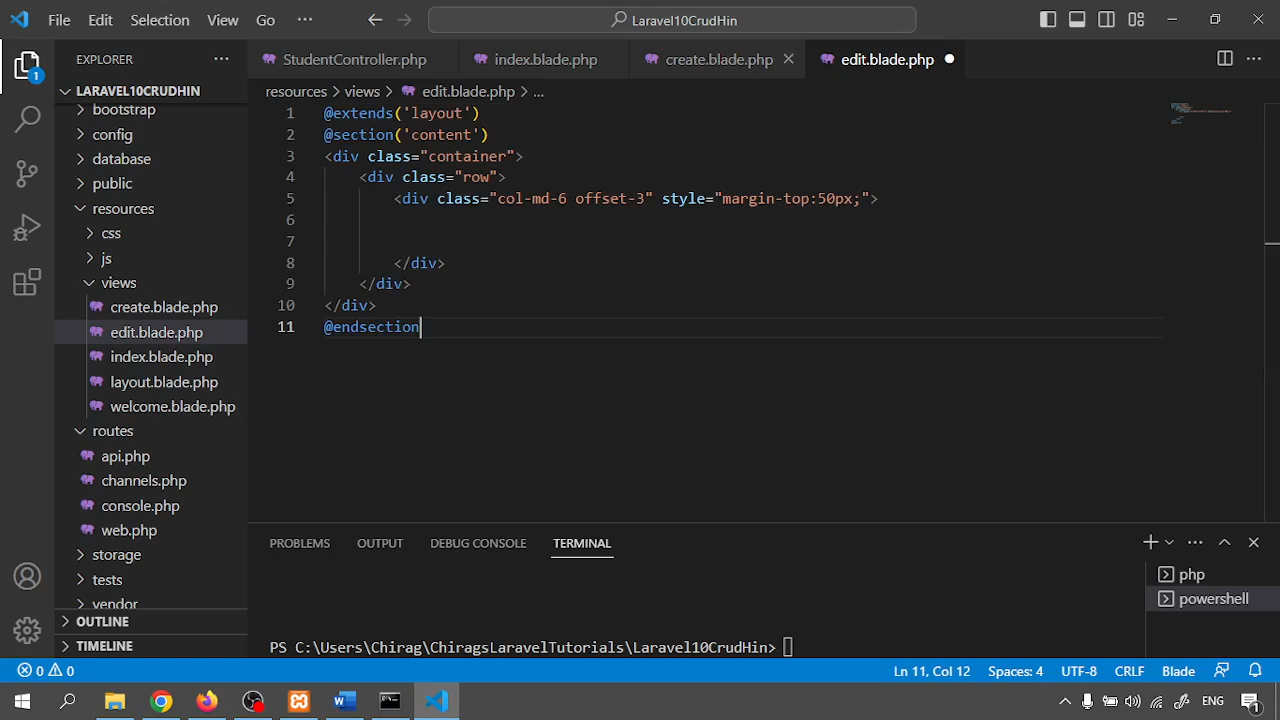 File Edit Selection View Go ··· Laravel10CrudHin
EXPLORER ···
LARAVEL10CRUDHIN
bootstrap
config
database
public
resources
css
js
views
create.blade.php
edit.blade.php
index.blade.php
layout.blade.php
welcome.blade.php
routes
api.php
channels.php
console.php
web.php
storage
tests
vendor
OUTLINE
TIMELINE
1
StudentController.php index.blade.php create.blade.php edit.blade.php
resources > views > edit.blade.php > ...
1 @extends('layout')
2 @section('content')
3 <div class="container">
4 <div class="row">
5 <div class="col-md-6 offset-3" style="margin-top:50px;">
6
7
8 </div>
9 </div>
10 </div>
11 @endsection
PROBLEMS OUTPUT DEBUG CONSOLE TERMINAL
php
powershell
PS C:\Users\Chirag\ChiragsLaravelTutorials\Laravel10CrudHin>
0 0 Ln 11, Col 12 Spaces: 4 UTF-8 CRLF Blade
ENG 1